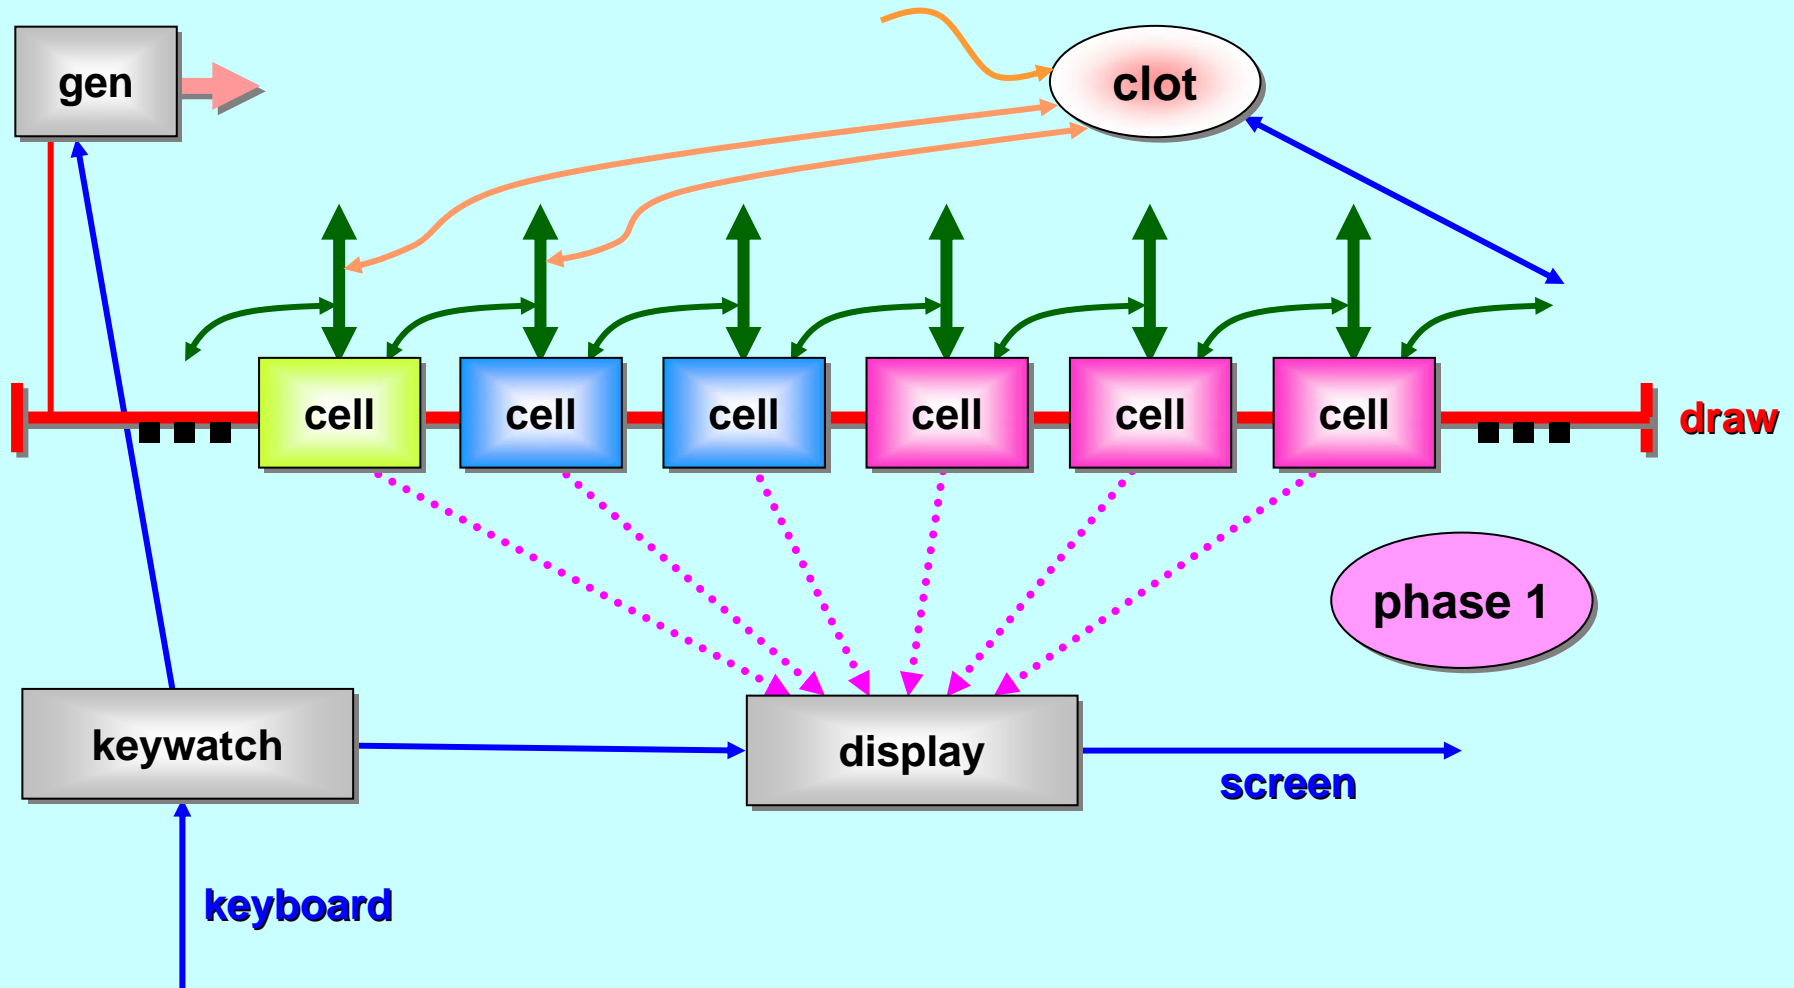 gen
clot
cell
cell
cell
cell
cell
cell
draw
phase 1
keywatch
display
screen
keyboard